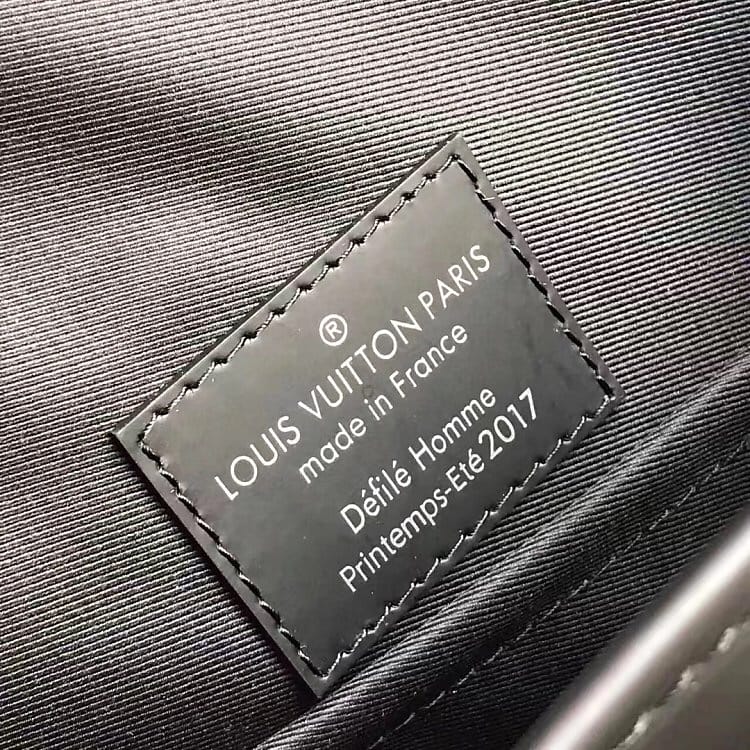 ®
LOUIS VUITTON PARIS
made in France
Défilé Homme
Printemps-Eté 2017